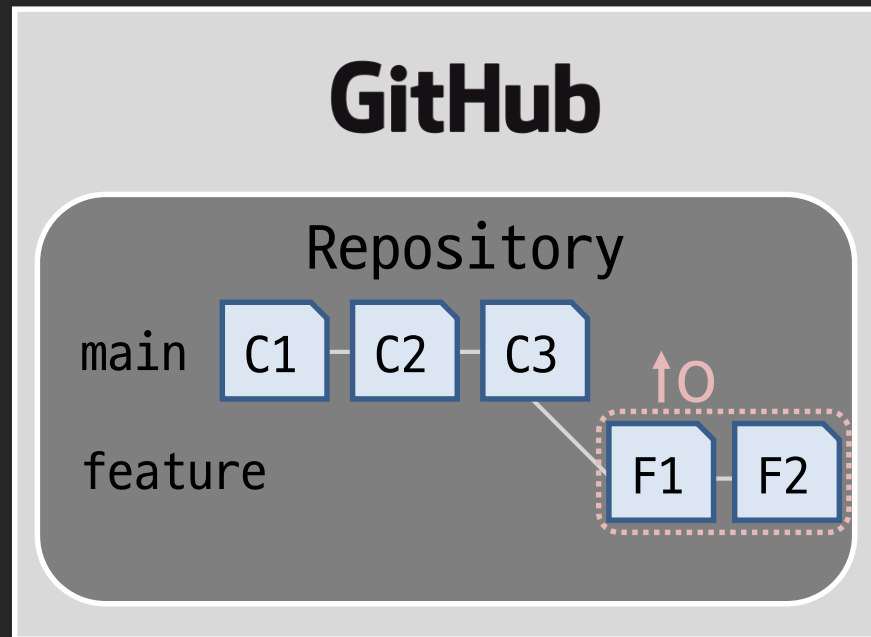 GitHub
Repository
main C1 C2 C3
↑O
feature F1 F2